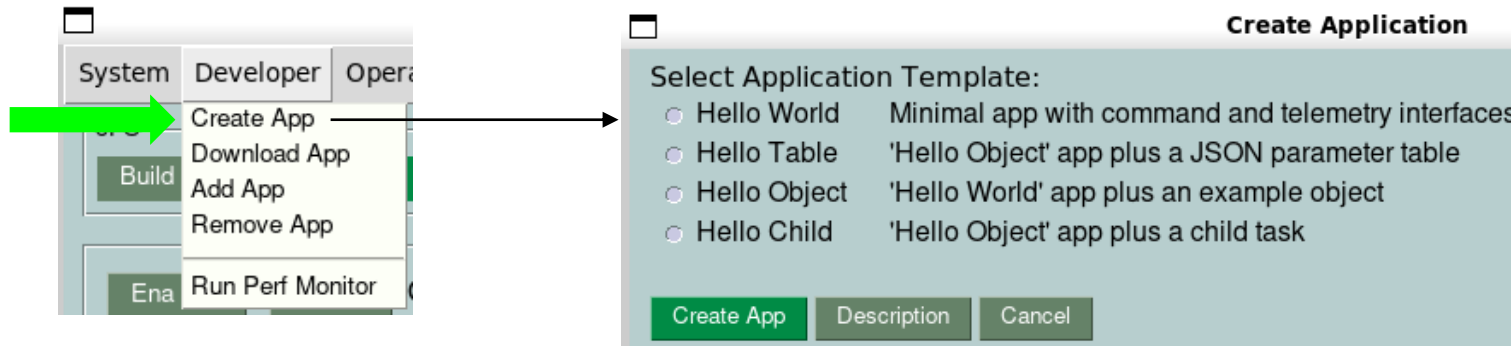 System Developer Opera
Create App
Download App
Build
Add App
Remove App
Ena
Run Perf Monitor
Create Application
Select Application Template:
Hello World Minimal app with command and telemetry interfaces
Hello Table 'Hello Object' app plus a JSON parameter table
Hello Object 'Hello World' app plus an example object
Hello Child 'Hello Object' app plus a child task
Create App Description Cancel